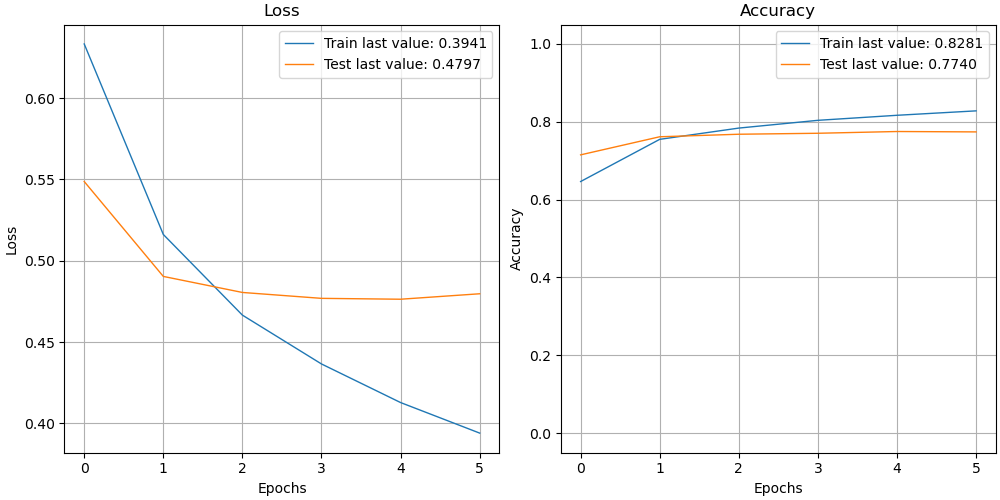 Loss
Train last value: 0.3941
Test last value: 0.4797
0.60
0.55
0.50
0.45
0.40
Loss
0
1
2
3
4
5
Epochs
Accuracy
Train last value: 0.8281
Test last value: 0.7740
1.0
0.8
0.6
0.4
0.2
0.0
Accuracy
0
1
2
3
4
5
Epochs